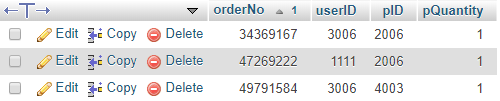 orderNo 1 userID pID pQuantity
Edit Copy Delete 34369167 3006 2006 1
Edit Copy Delete 47269222 1111 2006 1
Edit Copy Delete 49791584 3006 4003 1